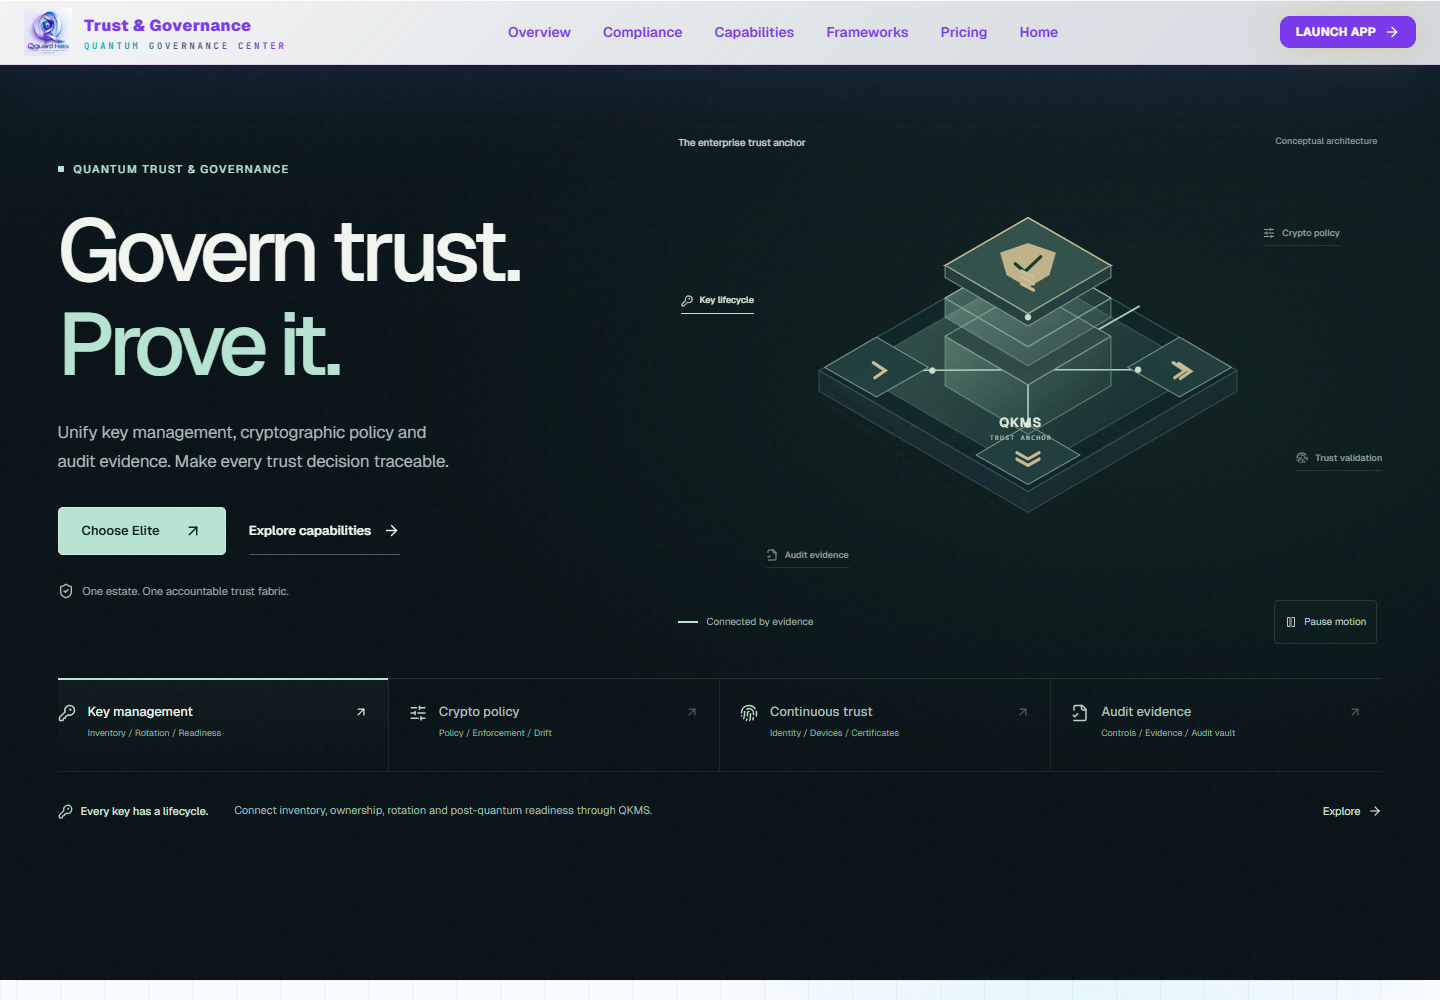 Qquard Helix
Trust & Governance
QUANTUM GOVERNANCE CENTER
Overview
Compliance
Capabilities
Frameworks
Pricing
Home
LAUNCH APP
QUANTUM TRUST & GOVERNANCE
Govern trust.
Prove it.
Unify key management, cryptographic policy and
audit evidence. Make every trust decision traceable.
Choose Elite
Explore capabilities
One estate. One accountable trust fabric.
The enterprise trust anchor
Conceptual architecture
Crypto policy
Key lifecycle
QKMS
TRUST ANCHOR
Trust validation
Audit evidence
Connected by evidence
Pause motion
Key management
Inventory / Rotation / Readiness
Crypto policy
Policy / Enforcement / Drift
Continuous trust
Identity / Devices / Certificates
Audit evidence
Controls / Evidence / Audit vault
Every key has a lifecycle.
Connect inventory, ownership, rotation and post-quantum readiness through QKMS.
Explore